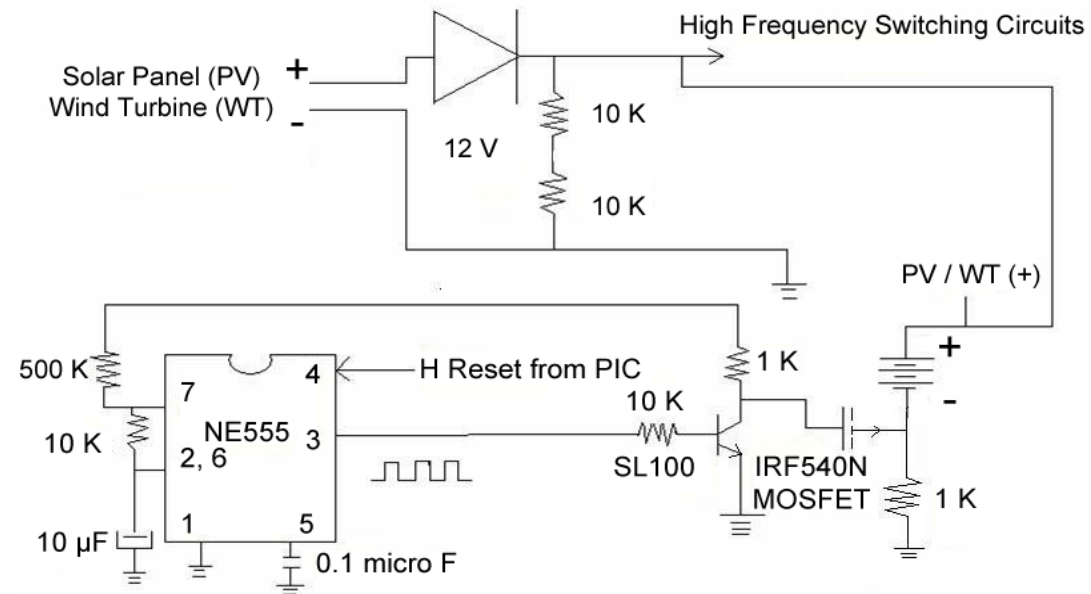 High Frequency Switching Circuits
Solar Panel (PV) +
Wind Turbine (WT) -
10 K
12 V
10 K
PV / WT (+)
500 K
4
H Reset from PIC
1 K
+
7
10 K
-
10 K
NE555
3
2, 6
SL100
IRF540N
MOSFET
1 K
1
5
10 µF
0.1 micro F